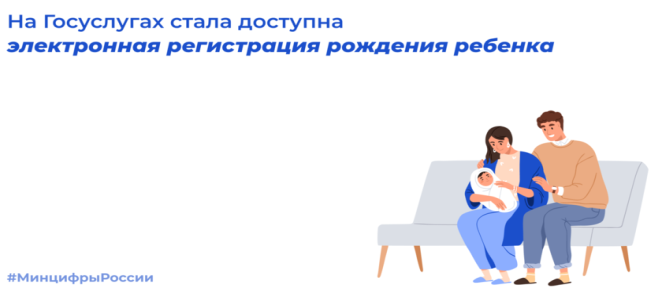 На Госуслугах стала доступна
электронная регистрация рождения ребенка
#МинцифрыРоссии